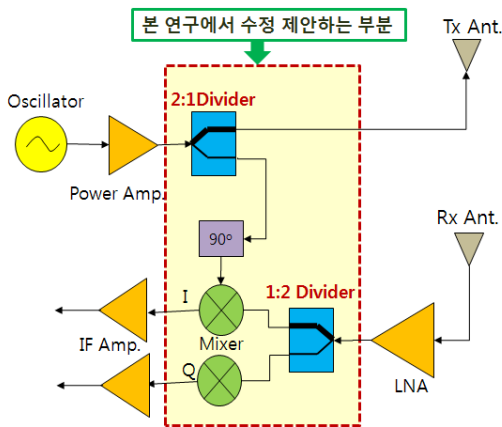 본 연구에서 수정 제안하는 부분
Tx Ant.
Oscillator
2:1Divider
Power Amp.
Rx Ant.
90º
1:2 Divider
I
IF Amp.
Mixer
Q
LNA